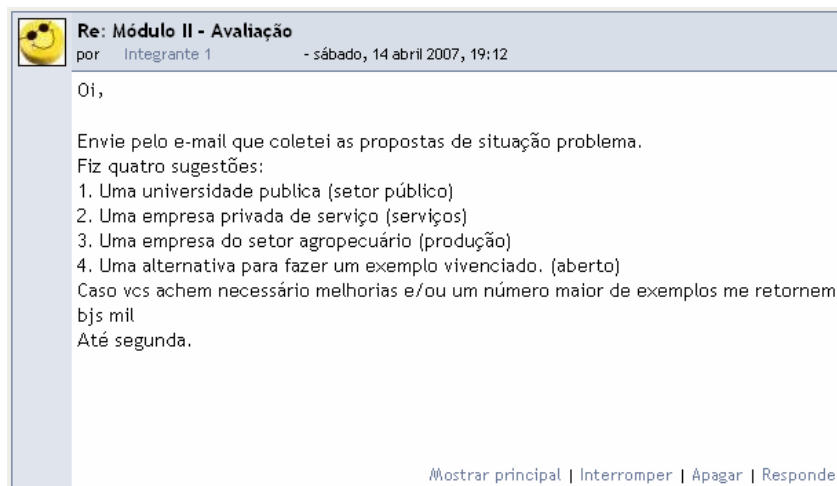 Re: Módulo II - Avaliação
por Integrante 1 - sábado, 14 abril 2007, 19:12
Oi,
Envie pelo e-mail que coletei as propostas de situação problema.
Fiz quatro sugestões:
1. Uma universidade publica (setor público)
2. Uma empresa privada de serviço (serviços)
3. Uma empresa do setor agropecuário (produção)
4. Uma alternativa para fazer um exemplo vivenciado. (aberto)
Caso vcs achem necessário melhorias e/ou um número maior de exemplos me retornem
bjs mil
Até segunda.
Mostrar principal | Interromper | Apagar | Responde